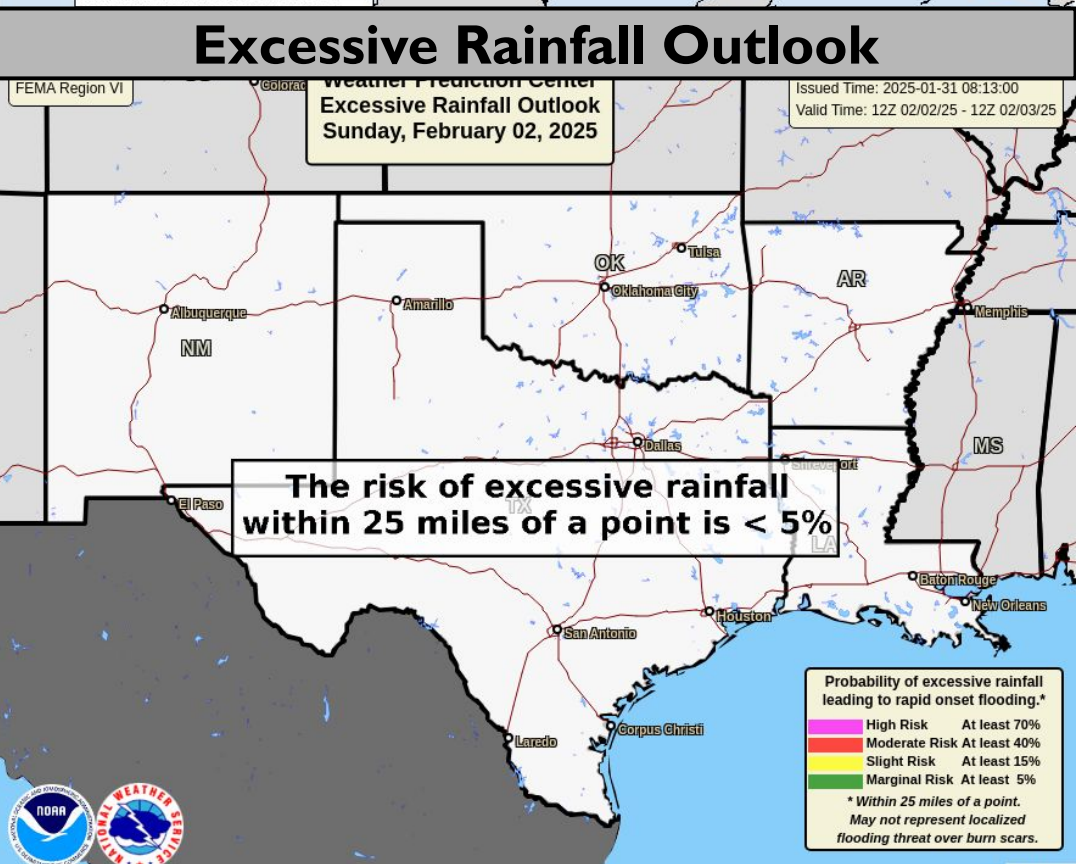 Excessive Rainfall Outlook
FEMA Region VI
Weather Prediction Center
Excessive Rainfall Outlook
Sunday, February 02, 2025
Issued Time: 2025-01-31 08:13:00
Valid Time: 12Z 02/02/25 - 12Z 02/03/25
Colorad
Tulsa
OK
Oklahoma City
AR
Albuquerque
Amarillo
Memphis
NM
Dallas
MS
Shreveport
The risk of excessive rainfall
within 25 miles of a point is < 5%
El Paso
TX
LA
Baton Rouge
New Orleans
Houston
San Antonio
Corpus Christi
Laredo
Probability of excessive rainfall
leading to rapid onset flooding.*
High Risk At least 70%
Moderate Risk At least 40%
Slight Risk At least 15%
Marginal Risk At least 5%
* Within 25 miles of a point.
May not represent localized
flooding threat over burn scars.
NOAA
NATIONAL WEATHER SERVICE